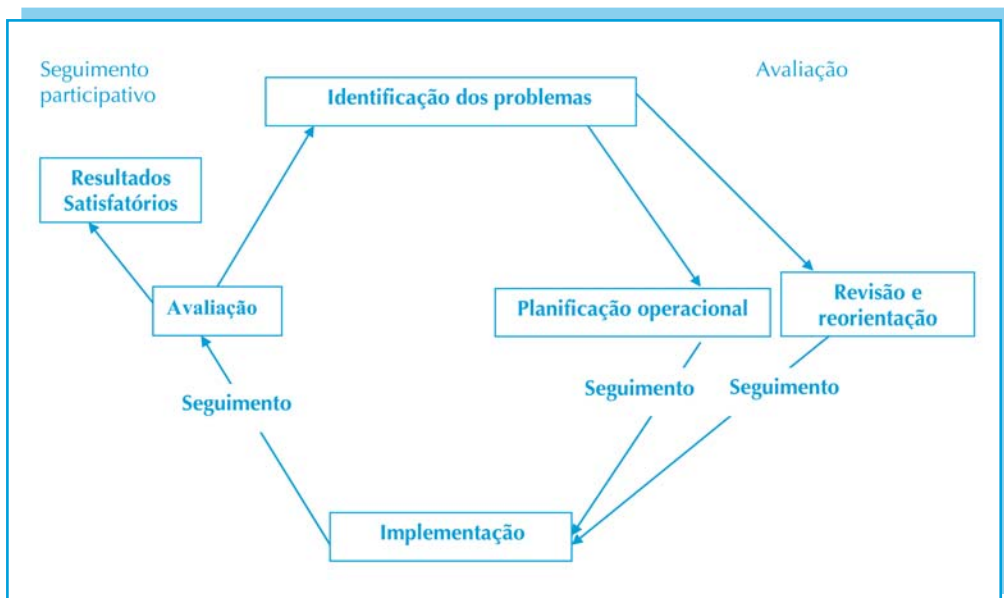 Seguimento
participativo
Avaliação
Identificação dos problemas
Resultados
Satisfatórios
Avaliação
Planificação operacional
Revisão e
reorientação
Seguimento
Seguimento
Seguimento
Implementação